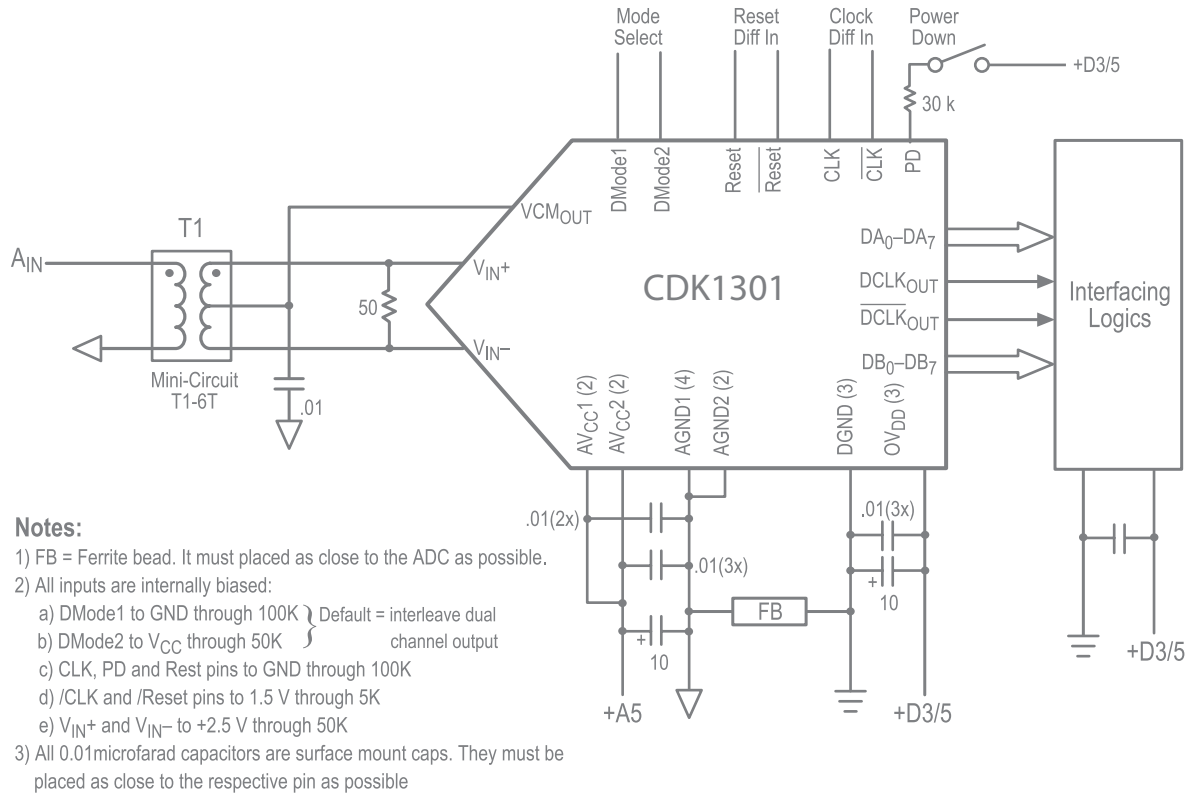 Mode Select
Reset Diff In
Clock Diff In
Power Down
+D3/5
30 k
DMode1
DMode2
Reset
Reset
CLK
CLK
PD
VCMOUT
T1
AIN
VIN+
50
VIN–
CDK1301
DA0–DA7
DCLKOUT
DCLKOUT
DB0–DB7
Interfacing
Logics
Mini-Circuit
T1-6T
.01
AVCC1 (2)
AVCC2 (2)
AGND1 (4)
AGND2 (2)
DGND (3)
OVDD (3)
.01(2x)
.01(3x)
.01(3x)
+
10
FB
+
10
+A5
+D3/5
+D3/5
Notes:
1) FB = Ferrite bead. It must placed as close to the ADC as possible.
2) All inputs are internally biased:
a) DMode1 to GND through 100K
b) DMode2 to VCC through 50K
} Default = interleave dual
channel output
c) CLK, PD and Rest pins to GND through 100K
d) /CLK and /Reset pins to 1.5 V through 5K
e) VIN+ and VIN– to +2.5 V through 50K
3) All 0.01microfarad capacitors are surface mount caps. They must be
placed as close to the respective pin as possible